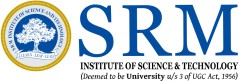 SRM
INSTITUTE OF SCIENCE & TECHNOLOGY
(Deemed to be University u/s 3 of UGC Act, 1956)